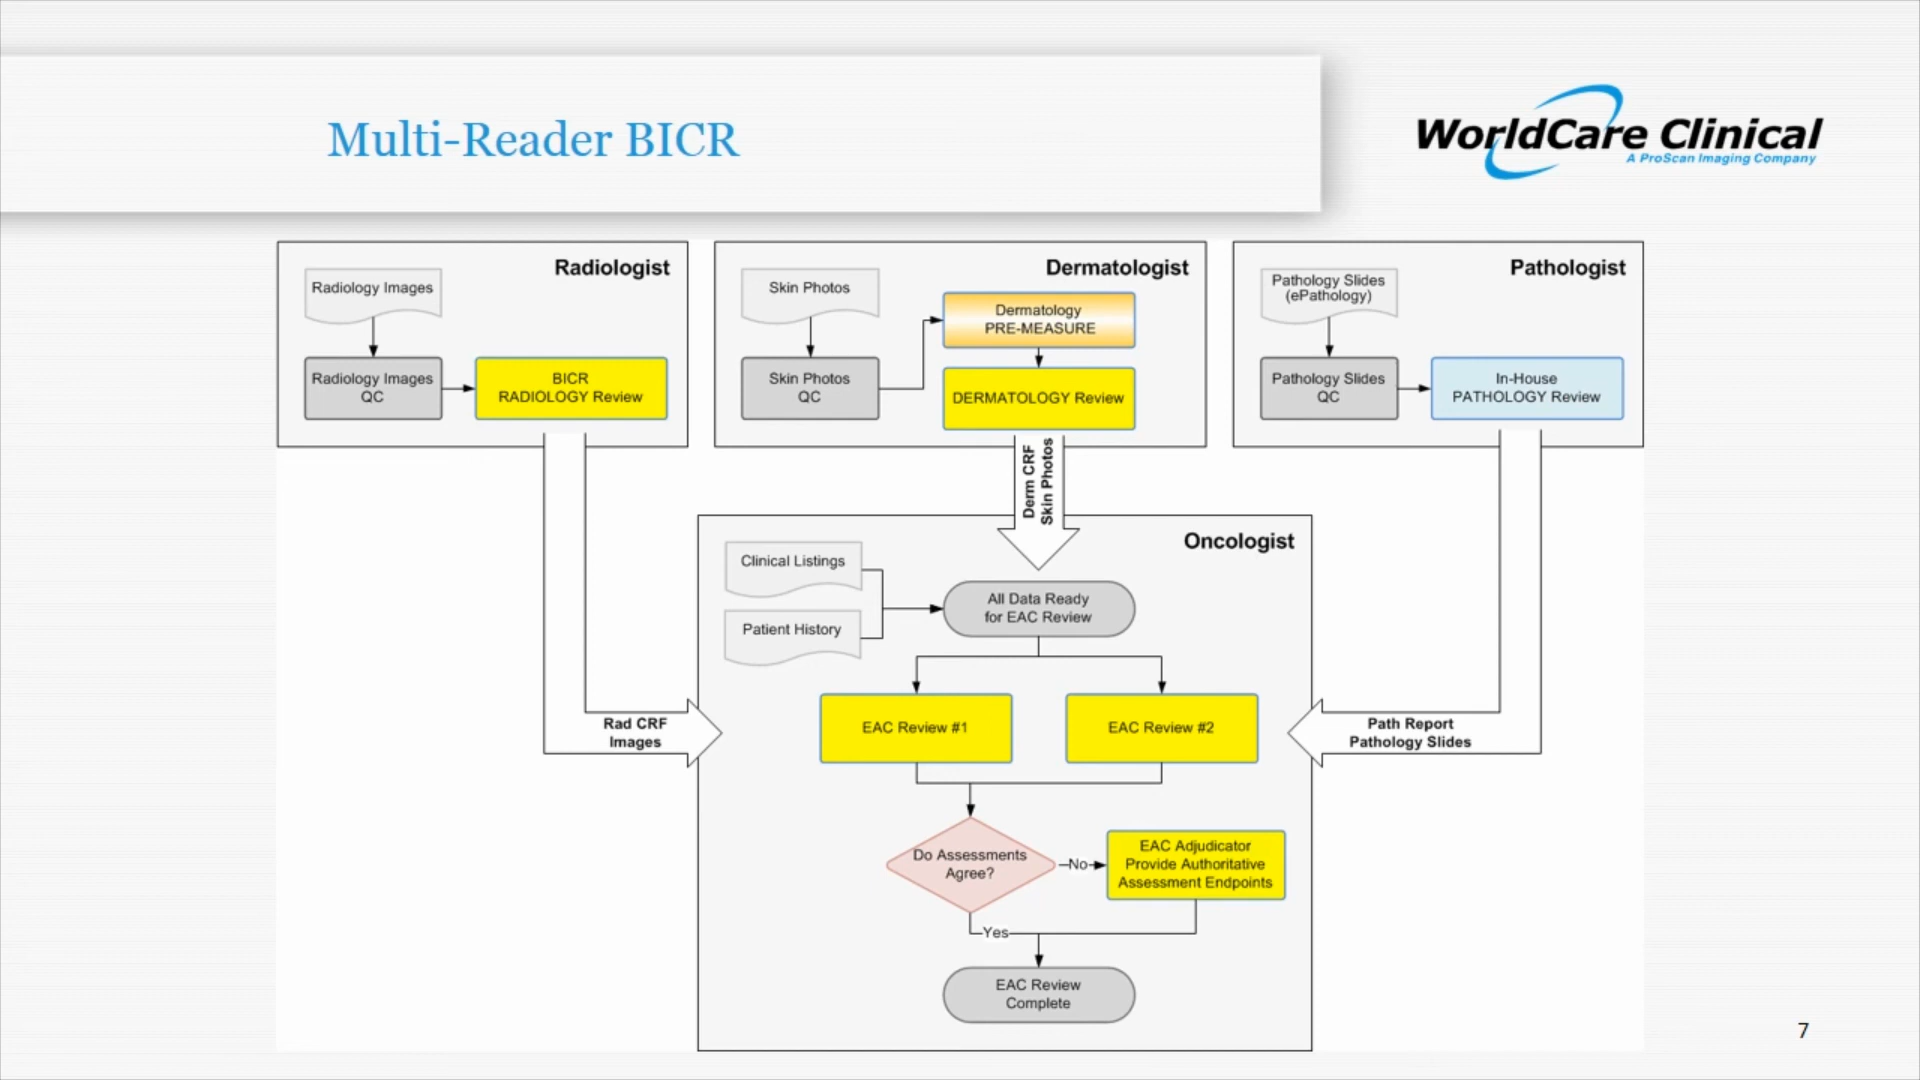 Multi-Reader BICR
WorldCare Clinical
A ProScan Imaging Company
Radiologist
Radiology Images
Radiology Images
QC
BICR
RADIOLOGY Review
Dermatologist
Skin Photos
Skin Photos
QC
Dermatology
PRE-MEASURE
DERMATOLOGY Review
Pathologist
Pathology Slides
(ePathology)
Pathology Slides
QC
In-House
PATHOLOGY Review
Derm CRF
Skin Photos
Oncologist
Clinical Listings
Patient History
All Data Ready
for EAC Review
Rad CRF
Images
EAC Review #1
EAC Review #2
Path Report
Pathology Slides
Do Assessments
Agree?
No
EAC Adjudicator
Provide Authoritative
Assessment Endpoints
Yes
EAC Review
Complete
7